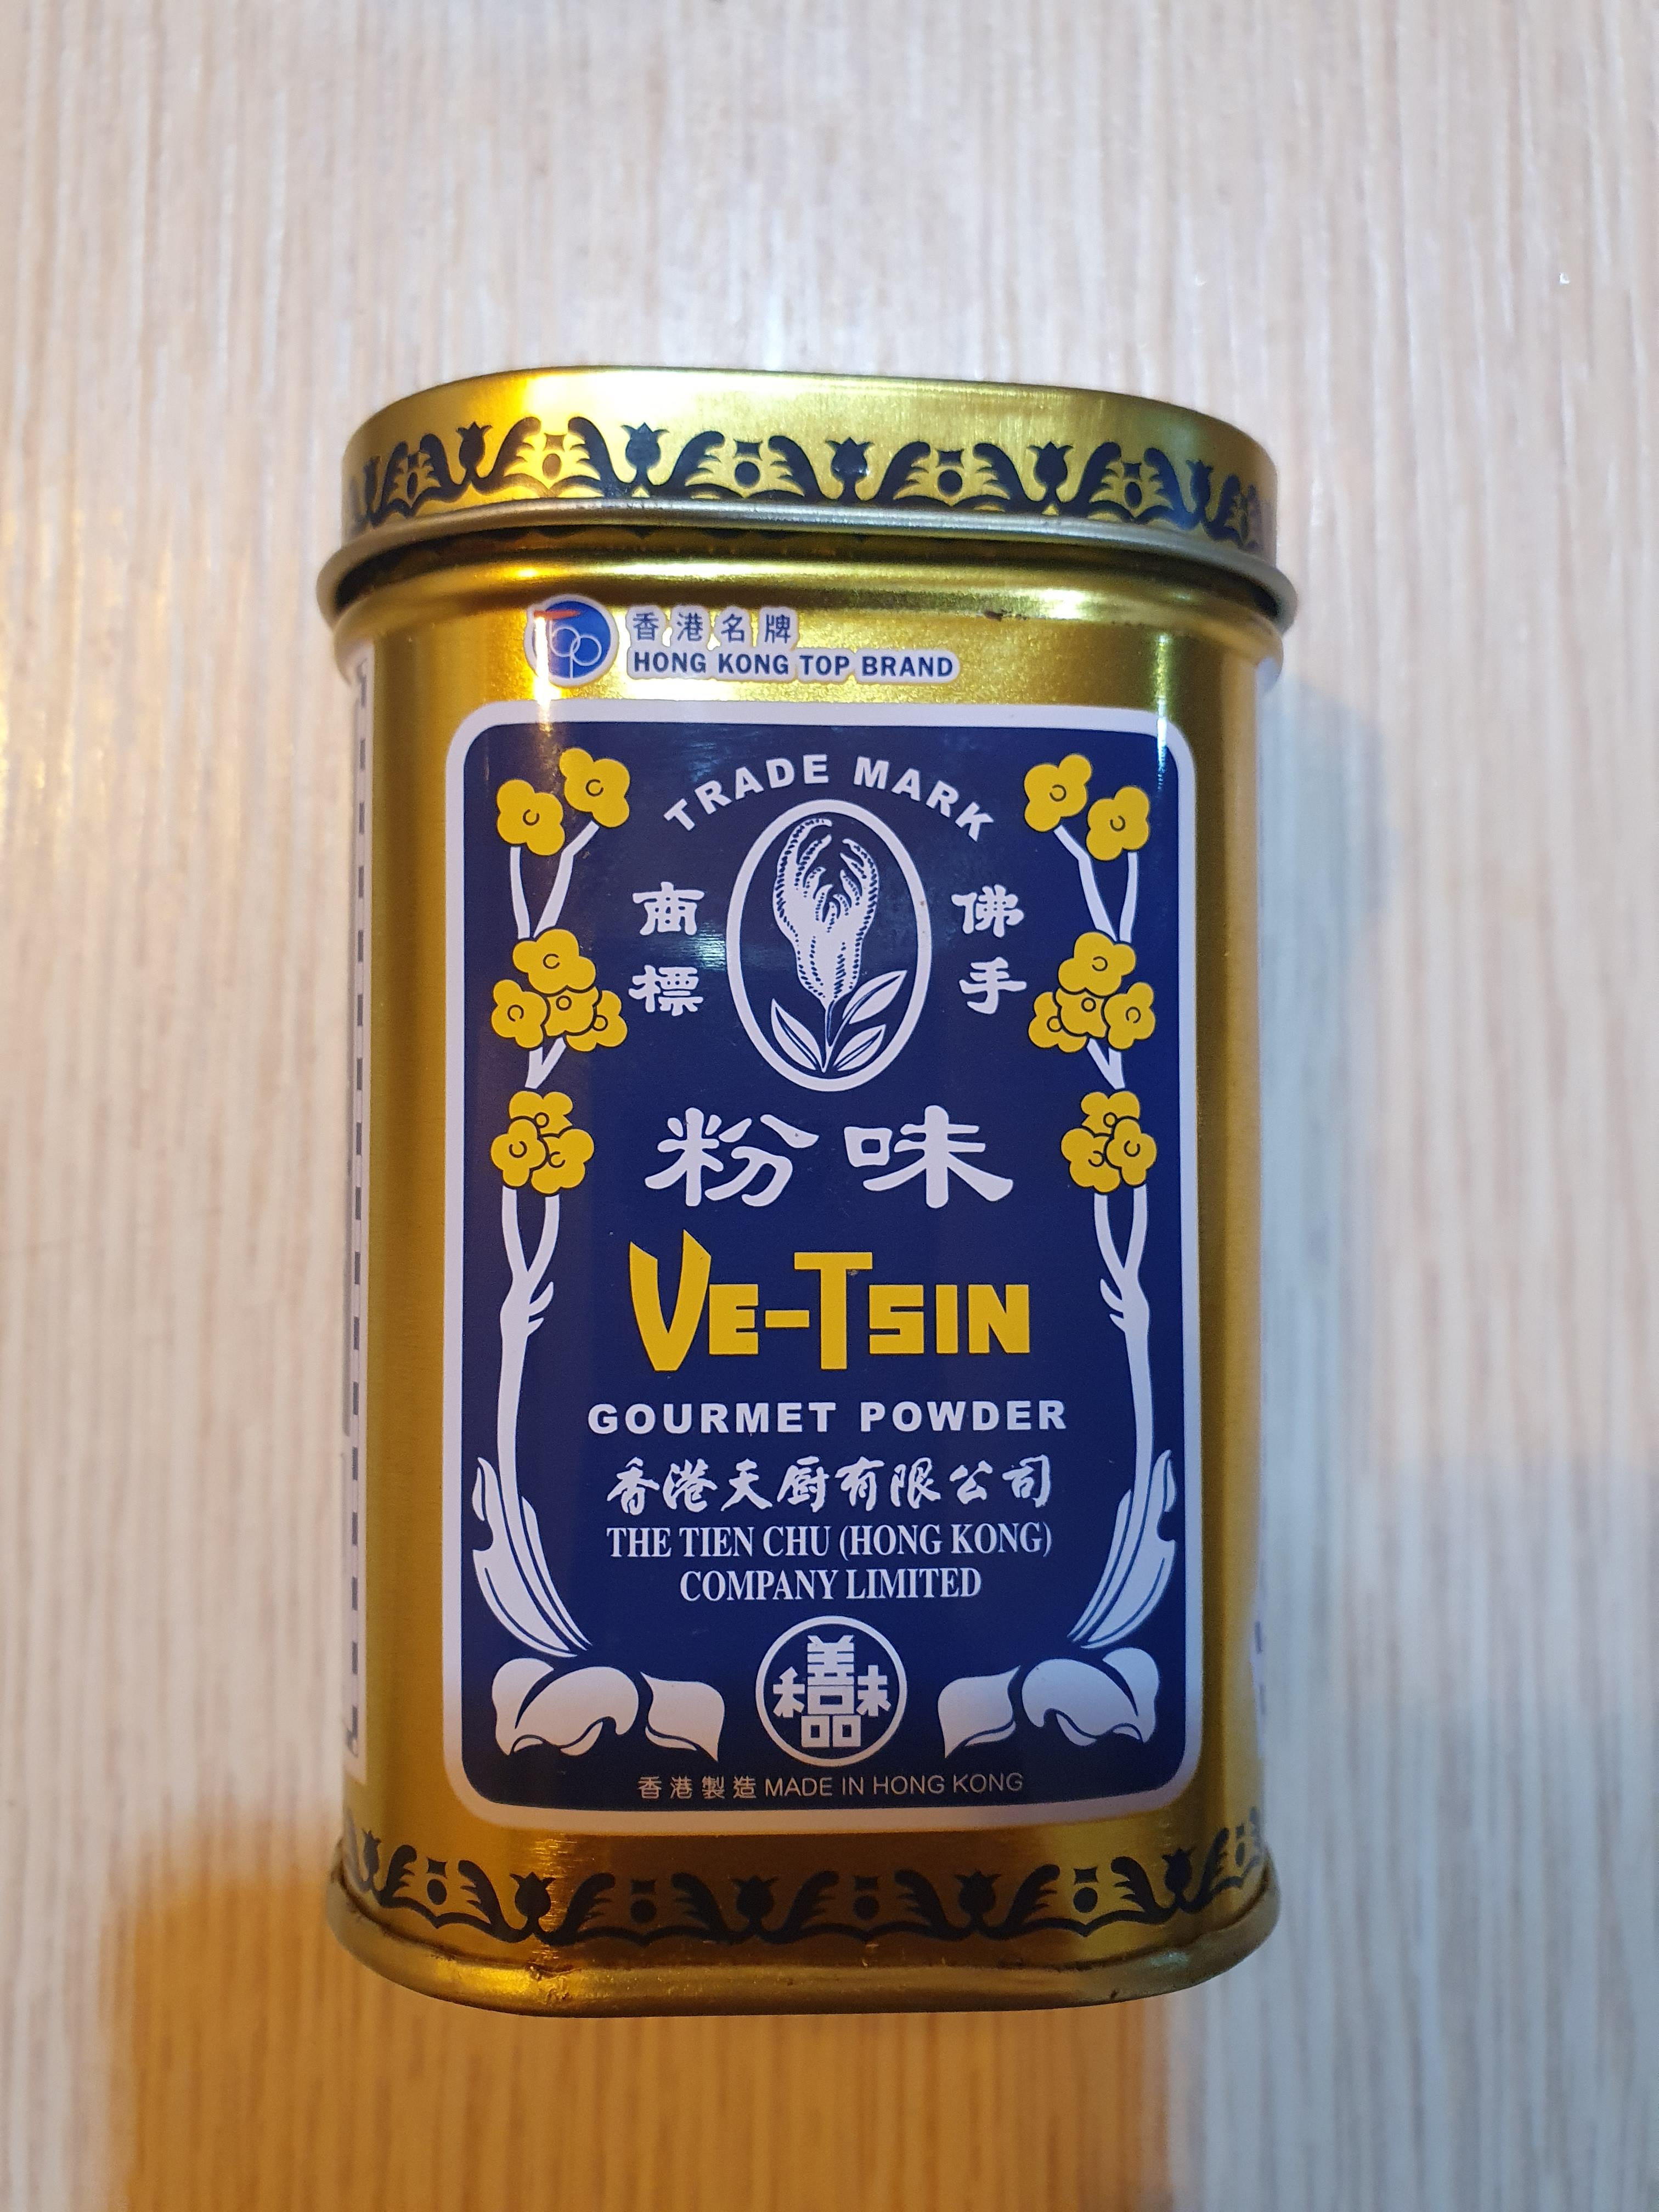 TOP
香港名牌
HONG KONG TOP BRAND
TRADE MARK
佛手
商標
味粉
VE-TSIN
GOURMET POWDER
香港天厨有限公司
THE TIEN CHU (HONG KONG)
COMPANY LIMITED
香港製造 MADE IN HONG KONG